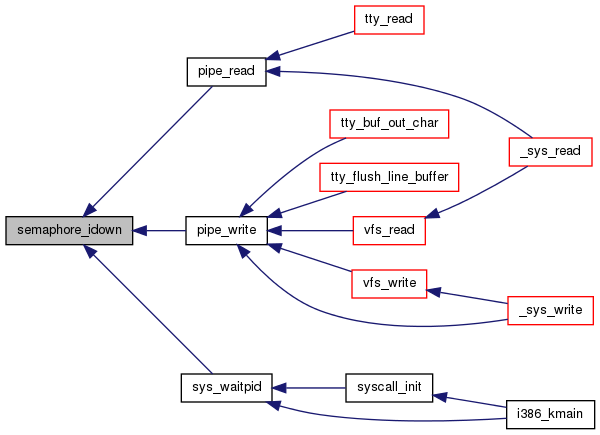 tty_read
pipe_read
tty_buf_out_char
_sys_read
tty_flush_line_buffer
semaphore_idown
pipe_write
vfs_read
vfs_write
_sys_write
sys_waitpid
syscall_init
i386_kmain